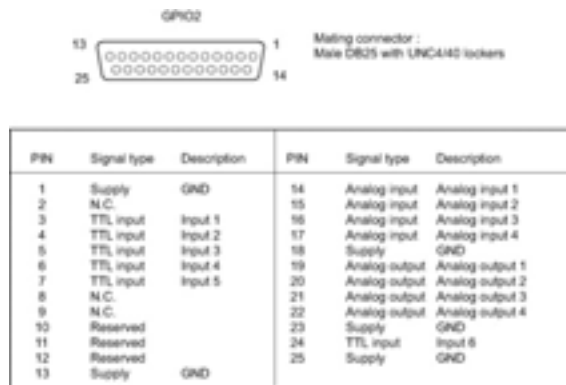 GPIO2
Mating connector :
13 1 Male DB25 with UNC4/40 lockers
25 14
PIN Signal type Description PIN Signal type Description
1 Supply GND 14 Analog input Analog input 1
2 N.C. 15 Analog input Analog input 2
3 TTL input Input 1 16 Analog input Analog input 3
4 TTL input Input 2 17 Analog input Analog input 4
5 TTL input Input 3 18 Supply GND
6 TTL input Input 4 19 Analog output Analog output 1
7 TTL input Input 5 20 Analog output Analog output 2
8 N.C. 21 Analog output Analog output 3
9 N.C. 22 Analog output Analog output 4
10 Reserved 23 Supply GND
11 Reserved 24 TTL input Input 6
12 Reserved 25 Supply GND
13 Supply GND